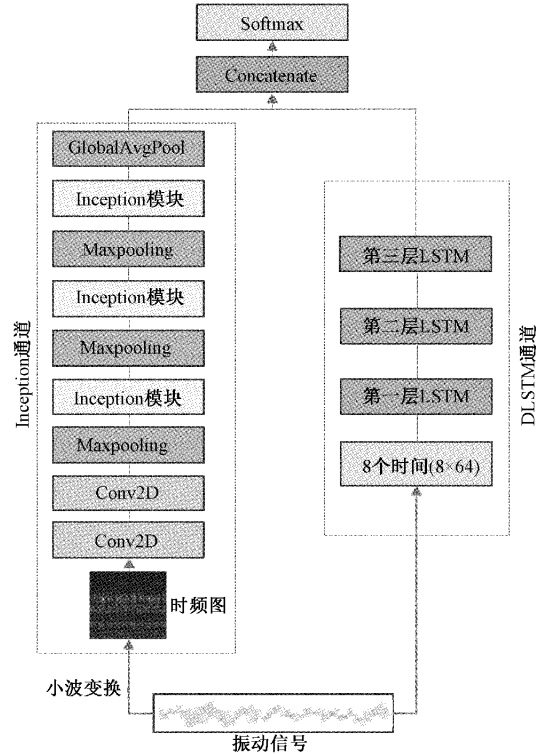 Softmax
Concatenate
GlobalAvgPool
Inception模块
Maxpooling
Inception模块
Maxpooling
Inception模块
Maxpooling
Conv2D
Conv2D
时频图
Inception通道
小波变换
第三层LSTM
第二层LSTM
第一层LSTM
8个时间(8×64)
DLSTM通道
振动信号